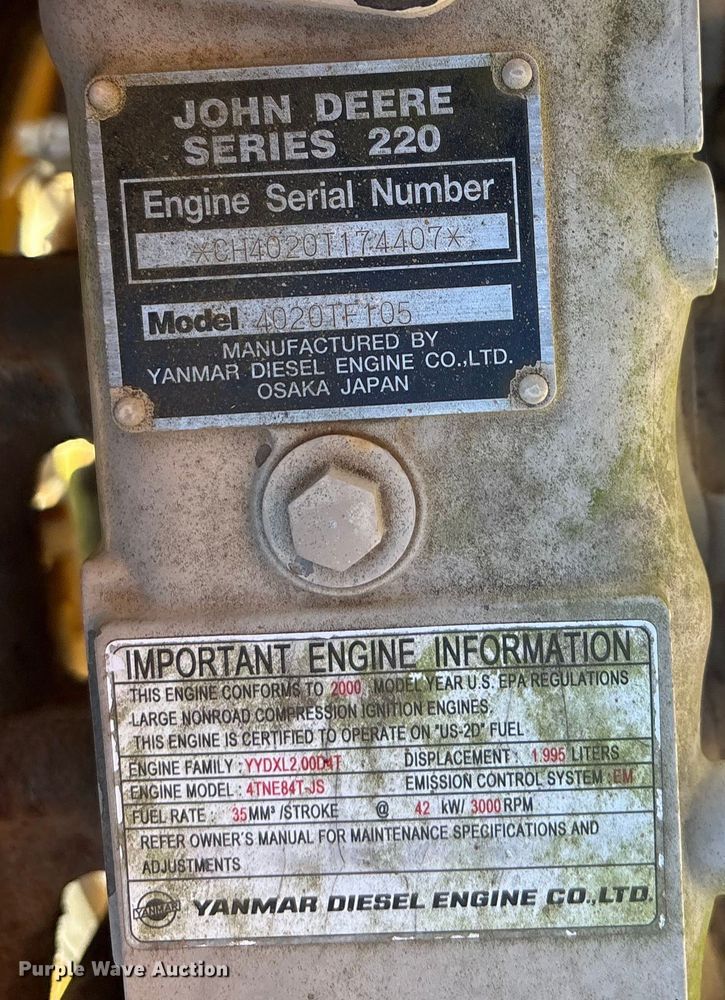 JOHN DEERE
SERIES 220
Engine Serial Number
*CH4020T174407*
Model 4020TF105
MANUFACTURED BY
YANMAR DIESEL ENGINE CO.,LTD.
OSAKA JAPAN
IMPORTANT ENGINE INFORMATION
THIS ENGINE CONFORMS TO 2000 MODEL YEAR U.S. EPA REGULATIONS
LARGE NONROAD COMPRESSION IGNITION ENGINES.
THIS ENGINE IS CERTIFIED TO OPERATE ON "US-2D" FUEL
ENGINE FAMILY : YYDXL2.00D4T DISPLACEMENT : 1.995 LITERS
ENGINE MODEL : 4TNE84T-JS EMISSION CONTROL SYSTEM : EM
FUEL RATE : 35 MM³ /STROKE @ 42 kW/ 3000 RPM
REFER OWNER'S MANUAL FOR MAINTENANCE SPECIFICATIONS AND
ADJUSTMENTS
YANMAR YANMAR DIESEL ENGINE CO.,LTD.
Purple Wave Auction